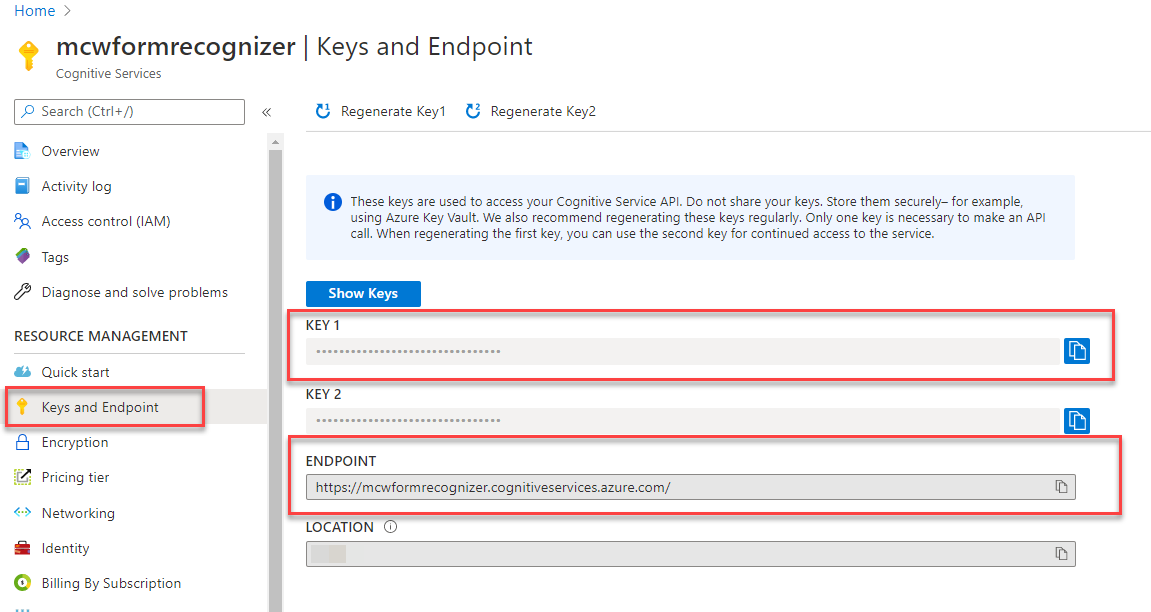 Home >
mcwformrecognizer | Keys and Endpoint
Cognitive Services
Search (Ctrl+/)
«
Overview
Activity log
Access control (IAM)
Tags
Diagnose and solve problems
RESOURCE MANAGEMENT
Quick start
Keys and Endpoint
Encryption
Pricing tier
Networking
Identity
Billing By Subscription
Regenerate Key1
Regenerate Key2
These keys are used to access your Cognitive Service API. Do not share your keys. Store them securely– for example,
using Azure Key Vault. We also recommend regenerating these keys regularly. Only one key is necessary to make an API
call. When regenerating the first key, you can use the second key for continued access to the service.
Show Keys
KEY 1
•••••••••••••••••••••••••••••••
KEY 2
•••••••••••••••••••••••••••••••
ENDPOINT
https://mcwformrecognizer.cognitiveservices.azure.com/
LOCATION